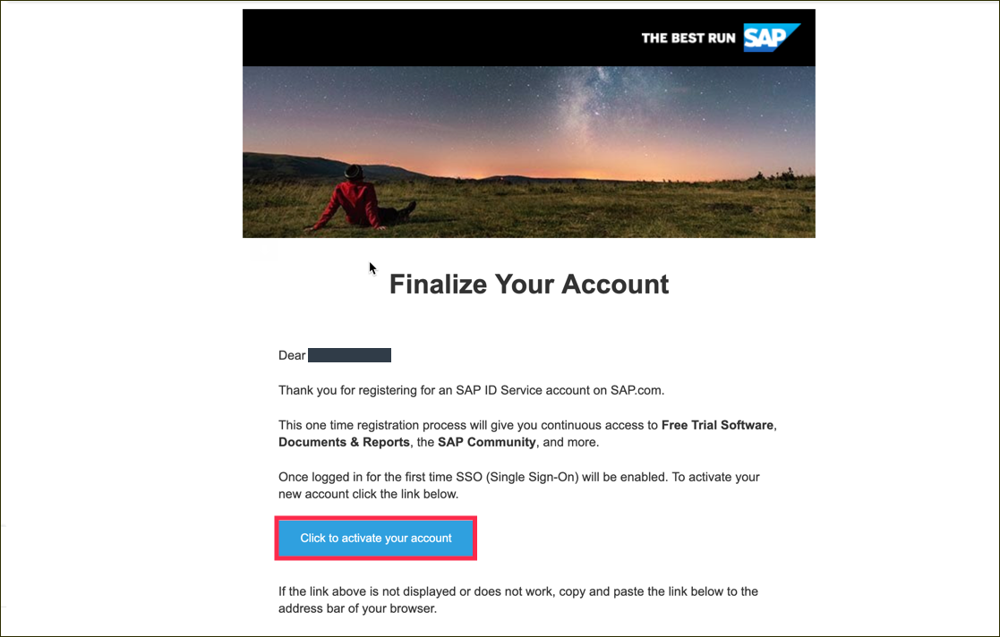 THE BEST RUN SAP
Finalize Your Account
Dear
Thank you for registering for an SAP ID Service account on SAP.com.
This one time registration process will give you continuous access to Free Trial Software,
Documents & Reports, the SAP Community, and more.
Once logged in for the first time SSO (Single Sign-On) will be enabled. To activate your
new account click the link below.
Click to activate your account
If the link above is not displayed or does not work, copy and paste the link below to the
address bar of your browser.